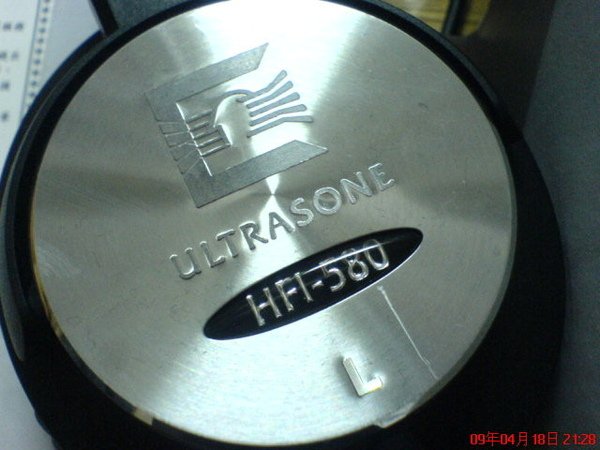 ULTRASONE
HFI-580
L
09年04月18日 21:28